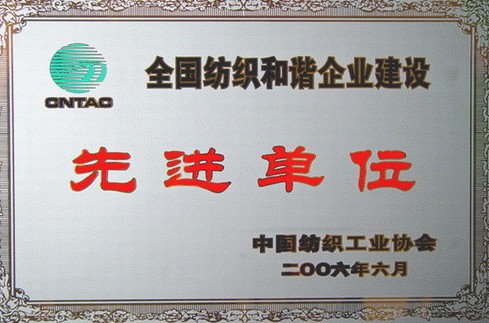 CNTAC
全国纺织和谐企业建设
先进单位
中国纺织工业协会
二〇〇六年六月